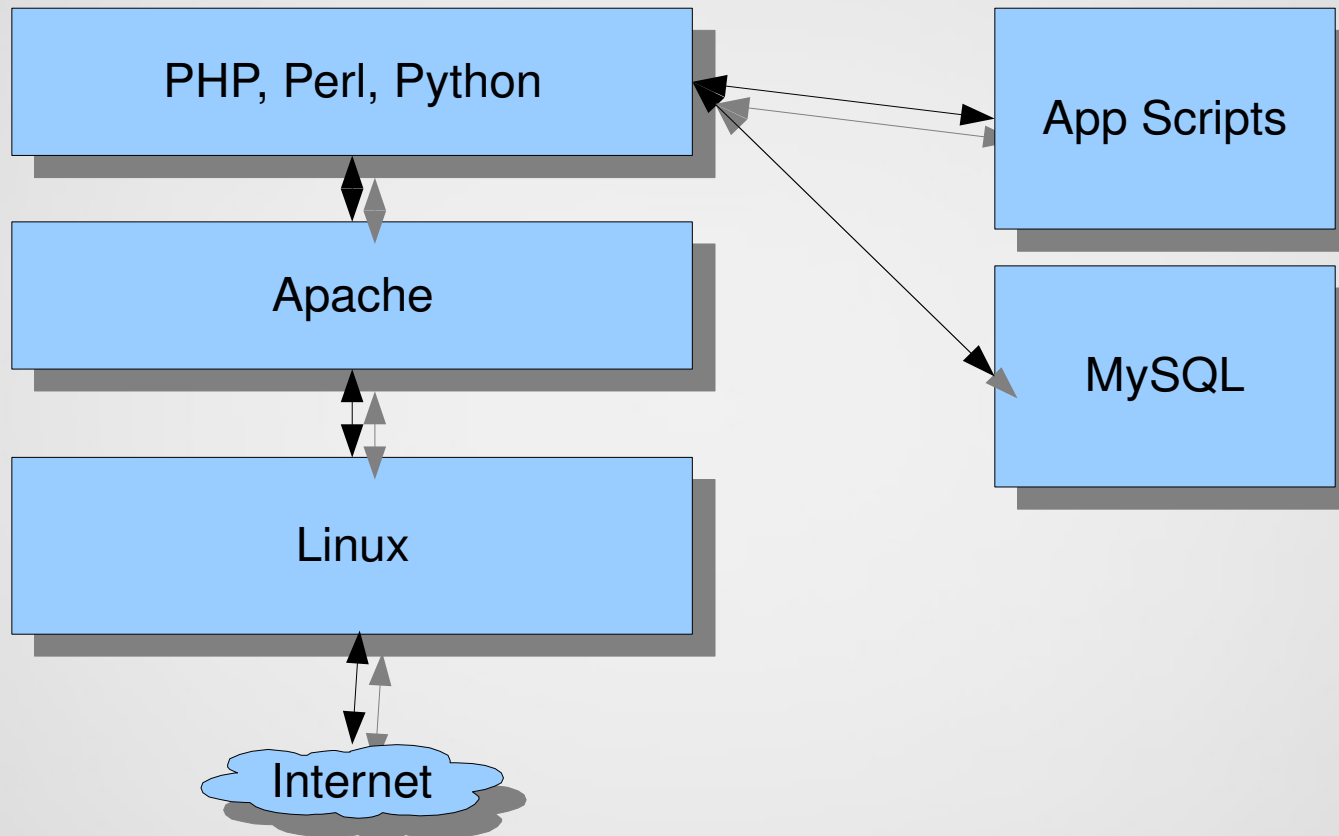 PHP, Perl, Python
App Scripts
Apache
MySQL
Linux
Internet